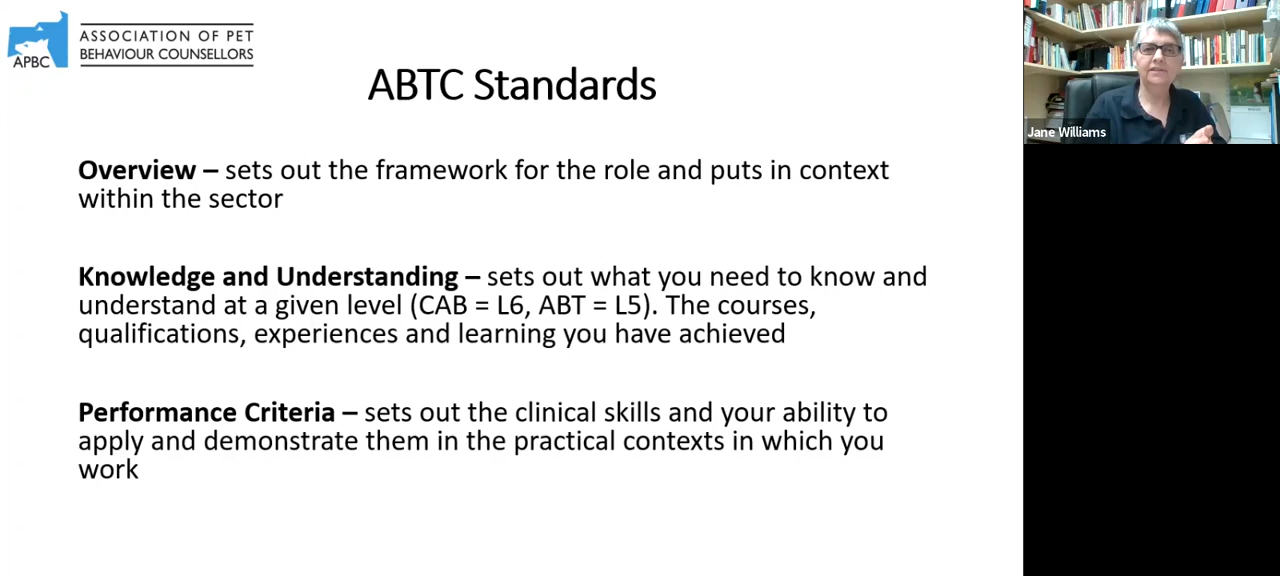 APBC
ASSOCIATION OF PET
BEHAVIOUR COUNSELLORS
ABTC Standards
Overview – sets out the framework for the role and puts in context
within the sector
Knowledge and Understanding – sets out what you need to know and
understand at a given level (CAB = L6, ABT = L5). The courses,
qualifications, experiences and learning you have achieved
Performance Criteria – sets out the clinical skills and your ability to
apply and demonstrate them in the practical contexts in which you
work
Jane Williams